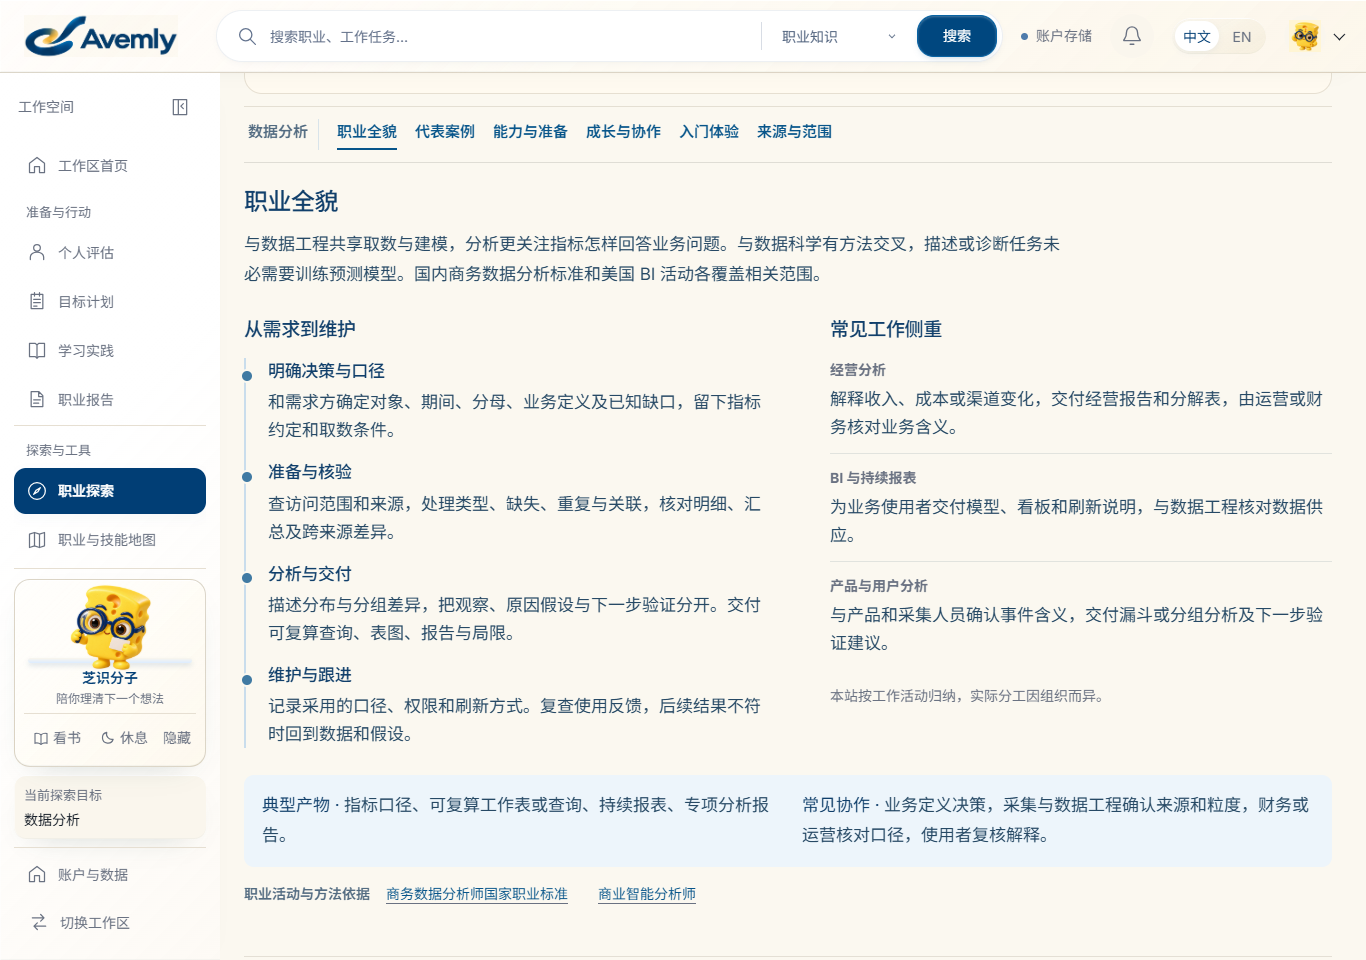 Avemly
搜索职业、工作任务...
职业知识
搜索
账户存储
中文
EN
工作空间
工作区首页
准备与行动
个人评估
目标计划
学习实践
职业报告
探索与工具
职业探索
职业与技能地图
芝识分子
陪你理清下一个想法
看书
休息
隐藏
当前探索目标
数据分析
账户与数据
切换工作区
数据分析
职业全貌
代表案例
能力与准备
成长与协作
入门体验
来源与范围
职业全貌
与数据工程共享取数与建模，分析更关注指标怎样回答业务问题。与数据科学有方法交叉，描述或诊断任务未
必需要训练预测模型。国内商务数据分析标准和美国 BI 活动各覆盖相关范围。
从需求到维护
明确决策与口径
和需求方确定对象、期间、分母、业务定义及已知缺口，留下指标
约定和取数条件。
准备与核验
查访问范围和来源，处理类型、缺失、重复与关联，核对明细、汇
总及跨来源差异。
分析与交付
描述分布与分组差异，把观察、原因假设与下一步验证分开。交付
可复算查询、表图、报告与局限。
维护与跟进
记录采用的口径、权限和刷新方式。复查使用反馈，后续结果不符
时回到数据和假设。
常见工作侧重
经营分析
解释收入、成本或渠道变化，交付经营报告和分解表，由运营或财
务核对业务含义。
BI 与持续报表
为业务使用者交付模型、看板和刷新说明，与数据工程核对数据供
应。
产品与用户分析
与产品和采集人员确认事件含义，交付漏斗或分组分析及下一步验
证建议。
本站按工作活动归纳，实际分工因组织而异。
典型产物 · 指标口径、可复算工作表或查询、持续报表、专项分析报
告。
常见协作 · 业务定义决策，采集与数据工程确认来源和粒度，财务或
运营核对口径，使用者复核解释。
职业活动与方法依据
商务数据分析师国家职业标准
商业智能分析师